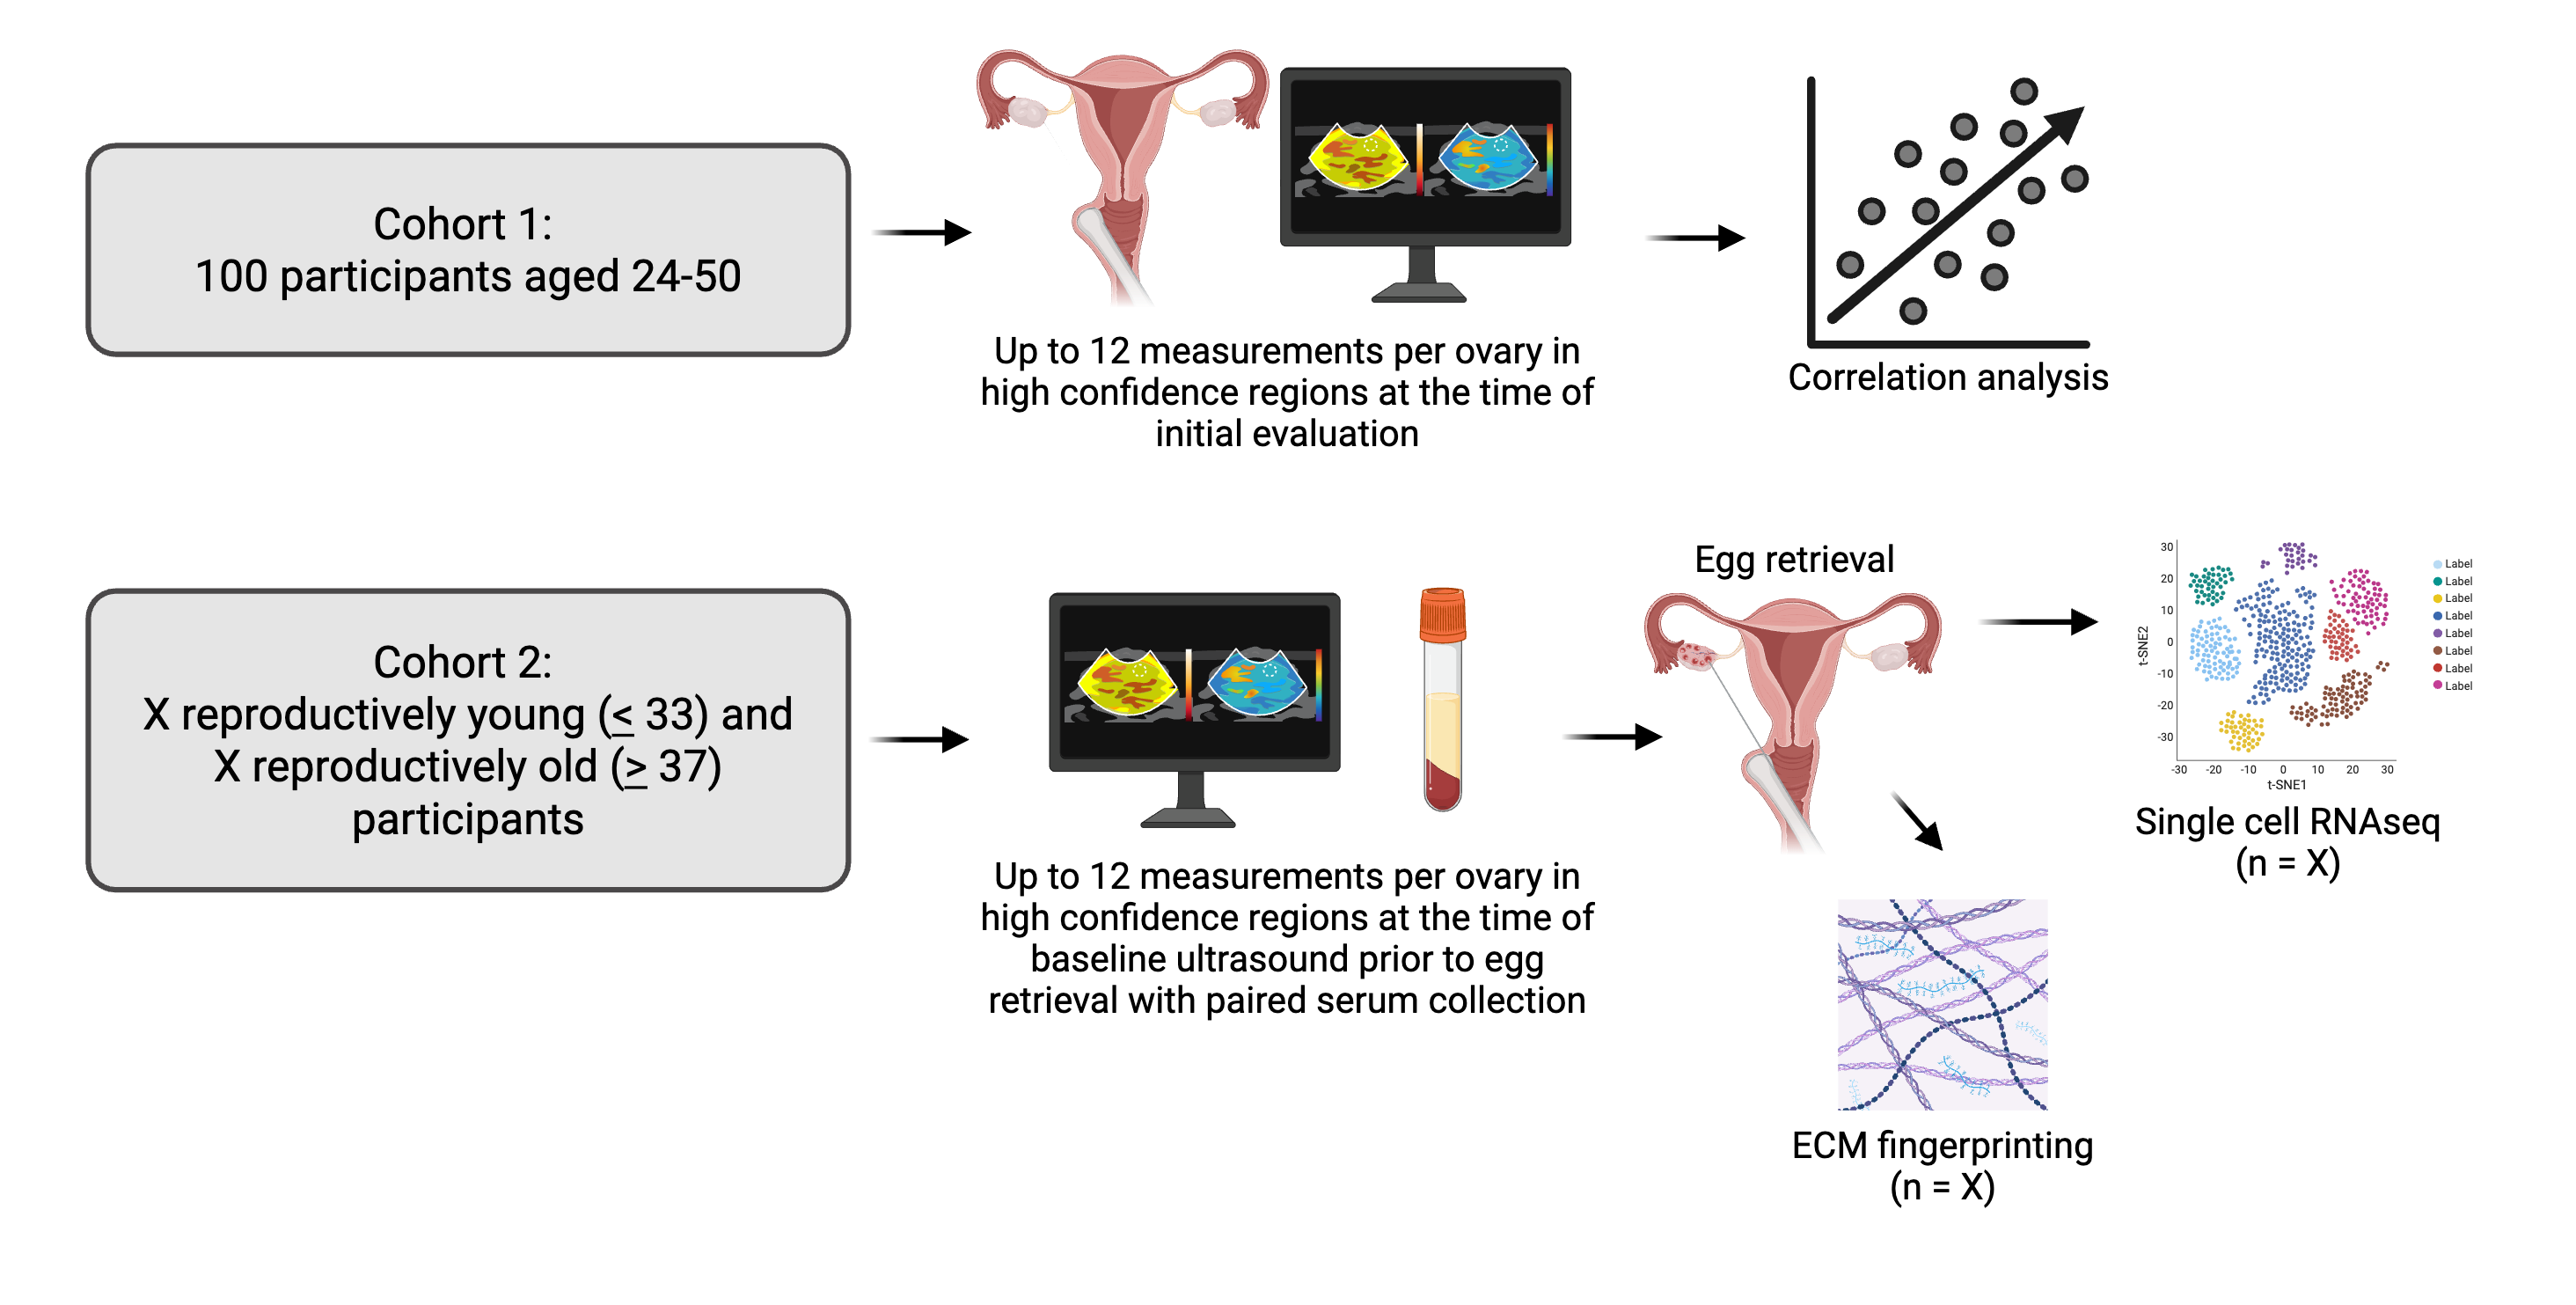 Cohort 1:
100 participants aged 24-50
Up to 12 measurements per ovary in
high confidence regions at the time of
initial evaluation
Correlation analysis
Cohort 2:
X reproductively young (≤ 33) and
X reproductively old (≥ 37)
participants
Up to 12 measurements per ovary in
high confidence regions at the time of
baseline ultrasound prior to egg
retrieval with paired serum collection
Egg retrieval
30
20
10
0
-10
-20
-30
t-SNE2
-30 -20 -10 0 10 20 30
t-SNE1
Label
Label
Label
Label
Label
Label
Label
Label
Single cell RNAseq
(n = X)
ECM fingerprinting
(n = X)